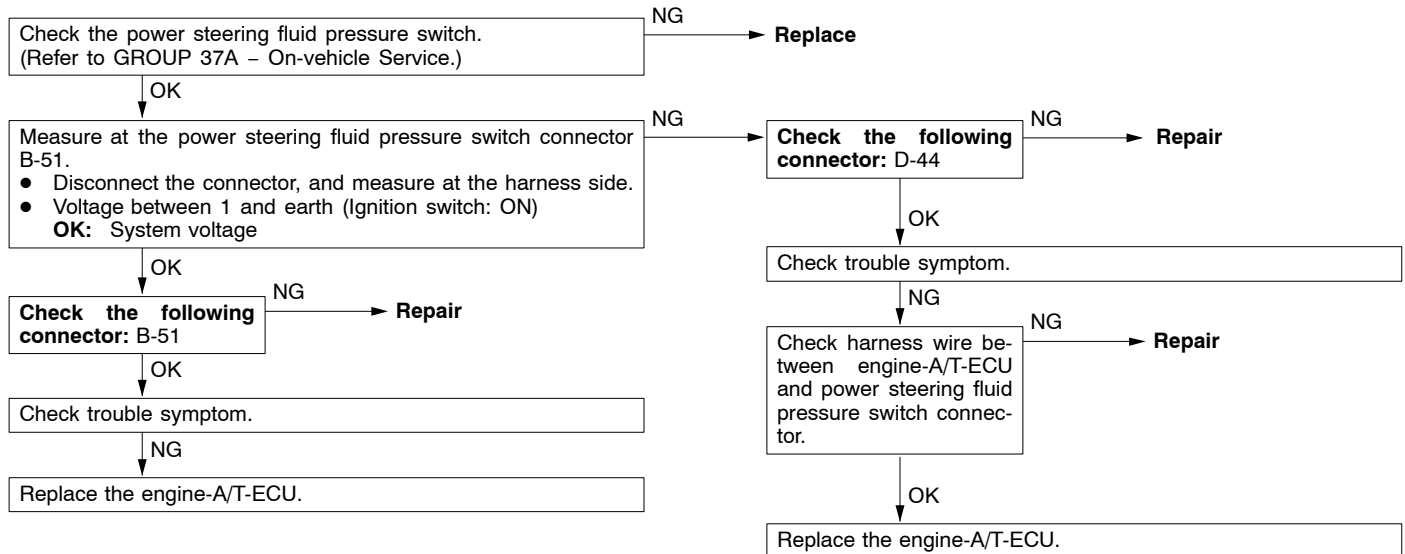 Check the power steering fluid pressure switch.
(Refer to GROUP 37A – On-vehicle Service.)
NG
Replace
OK
Measure at the power steering fluid pressure switch connector
B-51.
● Disconnect the connector, and measure at the harness side.
● Voltage between 1 and earth (Ignition switch: ON)
OK: System voltage
NG
Check the following
connector: D-44
NG
Repair
OK
Check the following
connector: B-51
NG
Repair
OK
Check trouble symptom.
NG
Replace the engine-A/T-ECU.
OK
Check trouble symptom.
NG
Check harness wire be-
tween engine-A/T-ECU
and power steering fluid
pressure switch connec-
tor.
NG
Repair
OK
Replace the engine-A/T-ECU.